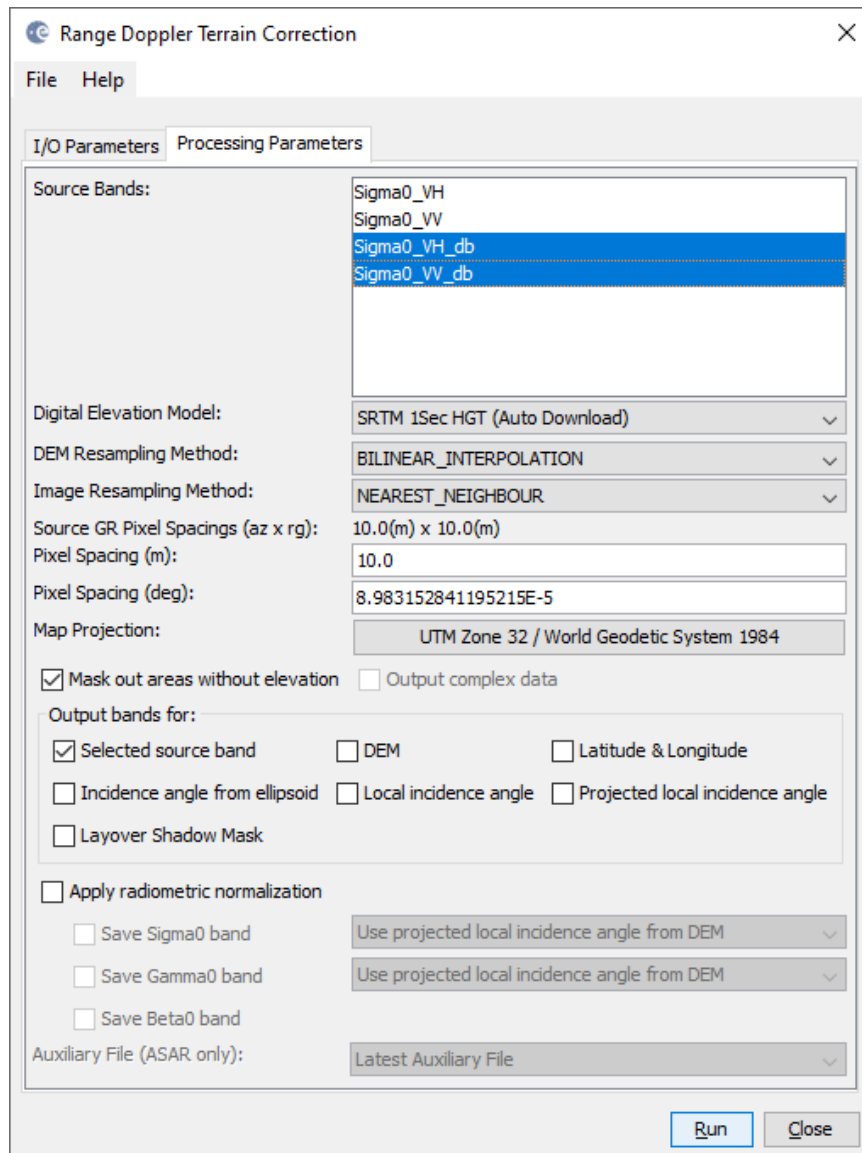 Range Doppler Terrain Correction
File Help
I/O Parameters Processing Parameters
Source Bands:
Sigma0_VH
Sigma0_VV
Sigma0_VH_db
Sigma0_VV_db
Digital Elevation Model: SRTM 1Sec HGT (Auto Download)
DEM Resampling Method: BILINEAR_INTERPOLATION
Image Resampling Method: NEAREST_NEIGHBOUR
Source GR Pixel Spacings (az x rg): 10.0(m) x 10.0(m)
Pixel Spacing (m): 10.0
Pixel Spacing (deg): 8.983152841195215E-5
Map Projection: UTM Zone 32 / World Geodetic System 1984
Mask out areas without elevation Output complex data
Output bands for:
Selected source band DEM Latitude & Longitude
Incidence angle from ellipsoid Local incidence angle Projected local incidence angle
Layover Shadow Mask
Apply radiometric normalization
Save Sigma0 band Use projected local incidence angle from DEM
Save Gamma0 band Use projected local incidence angle from DEM
Save Beta0 band
Auxiliary File (ASAR only): Latest Auxiliary File
Run Close